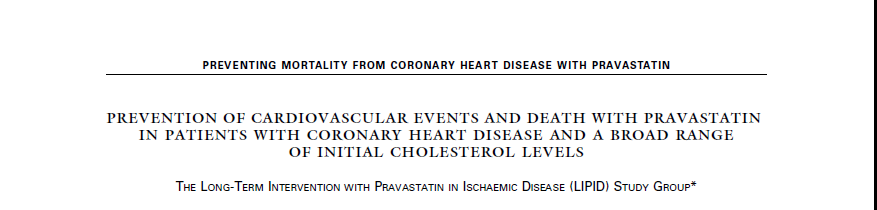 PREVENTING MORTALITY FROM CORONARY HEART DISEASE WITH PRAVASTATIN
PREVENTION OF CARDIOVASCULAR EVENTS AND DEATH WITH PRAVASTATIN
IN PATIENTS WITH CORONARY HEART DISEASE AND A BROAD RANGE
OF INITIAL CHOLESTEROL LEVELS
THE LONG-TERM INTERVENTION WITH PRAVASTATIN IN ISCHAEMIC DISEASE (LIPID) STUDY GROUP*